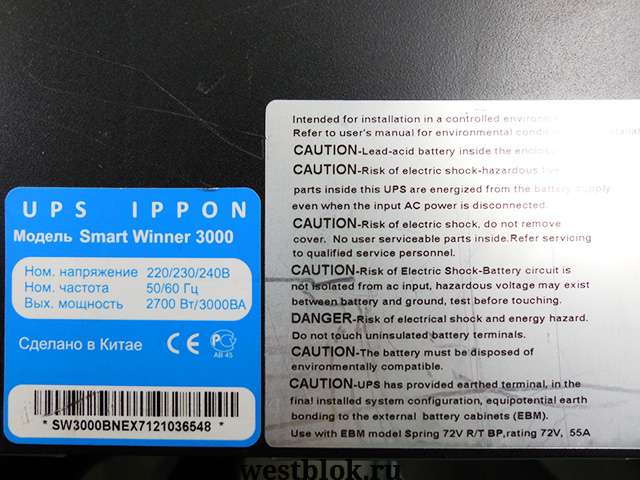 UPS IPPON
Модель Smart Winner 3000
Ном. напряжение 220/230/240В
Ном. частота 50/60 Гц
Вых. мощность 2700 Вт/3000ВА
Сделано в Китае
CE
АВ 45
* SW3000BNEX7121036548 *
Intended for installation in a controlled
Refer to user's manual for environmental
CAUTION-Lead-acid battery inside the
CAUTION-Risk of electric shock-hazardous live
parts inside this UPS are energized from the battery supply
even when the input AC power is disconnected.
CAUTION-Risk of electric shock, do not remove
cover, No user serviceable parts inside.Refer servicing
to qualified service personnel.
CAUTION-Risk of Electric Shock-Battery circuit is
not isolated from ac input, hazardous voltage may exist
between battery and ground, test before touching.
DANGER-Risk of electrical shock and energy hazard.
Do not touch uninsulated battery terminals.
CAUTION-The battery must be disposed of
environmentally compatible.
CAUTION-UPS has provided earthed terminal, in the
final installed system configuration, equipotential earth
bonding to the external battery cabinets (EBM).
Use with EBM model Spring 72V R/T BP,rating 72V, 55A
westblok.ru